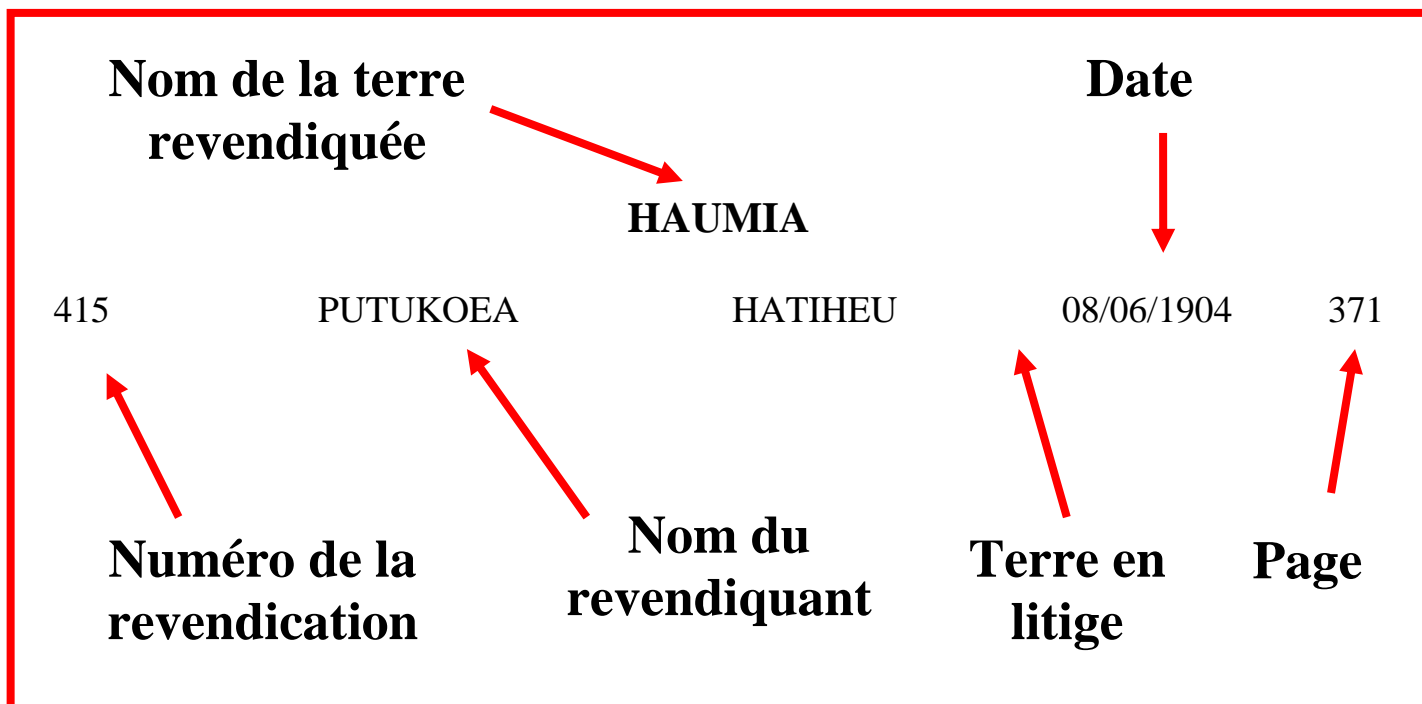 Nom de la terre
revendiquée
Date
HAUMIA
415 PUTUKOEA HATIHEU 08/06/1904 371
Numéro de la
revendication
Nom du
revendiquant
Terre en
litige
Page